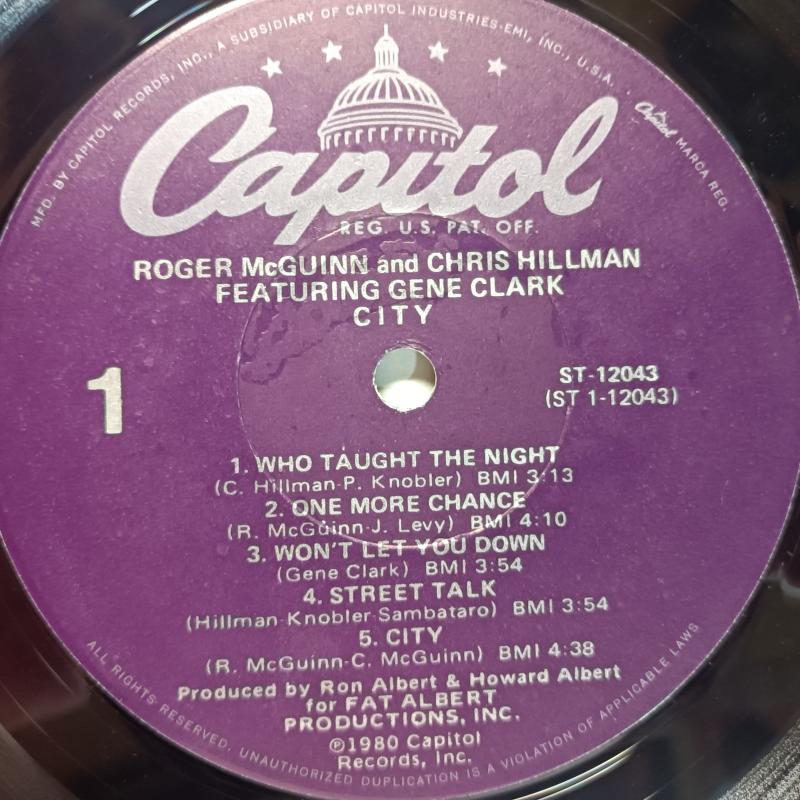 MFD. BY CAPITOL RECORDS, INC., A SUBSIDIARY OF CAPITOL INDUSTRIES-EMI, INC., U.S.A.
Capitol MARCA REG.
Capitol
REG. U.S. PAT. OFF.
ROGER McGUINN and CHRIS HILLMAN
FEATURING GENE CLARK
CITY
1
ST-12043
(ST 1-12043)
1. WHO TAUGHT THE NIGHT
(C. Hillman-P. Knobler) BMI 3:13
2. ONE MORE CHANCE
(R. McGuinn-J. Levy) BMI 4:10
3. WON'T LET YOU DOWN
(Gene Clark) BMI 3:54
4. STREET TALK
(Hillman-Knobler-Sambataro) BMI 3:54
5. CITY
(R. McGuinn-C. McGuinn) BMI 4:38
Produced by Ron Albert & Howard Albert
for FAT ALBERT
PRODUCTIONS, INC.
℗1980 Capitol
Records, Inc.
ALL RIGHTS RESERVED. UNAUTHORIZED DUPLICATION IS A VIOLATION OF APPLICABLE LAWS